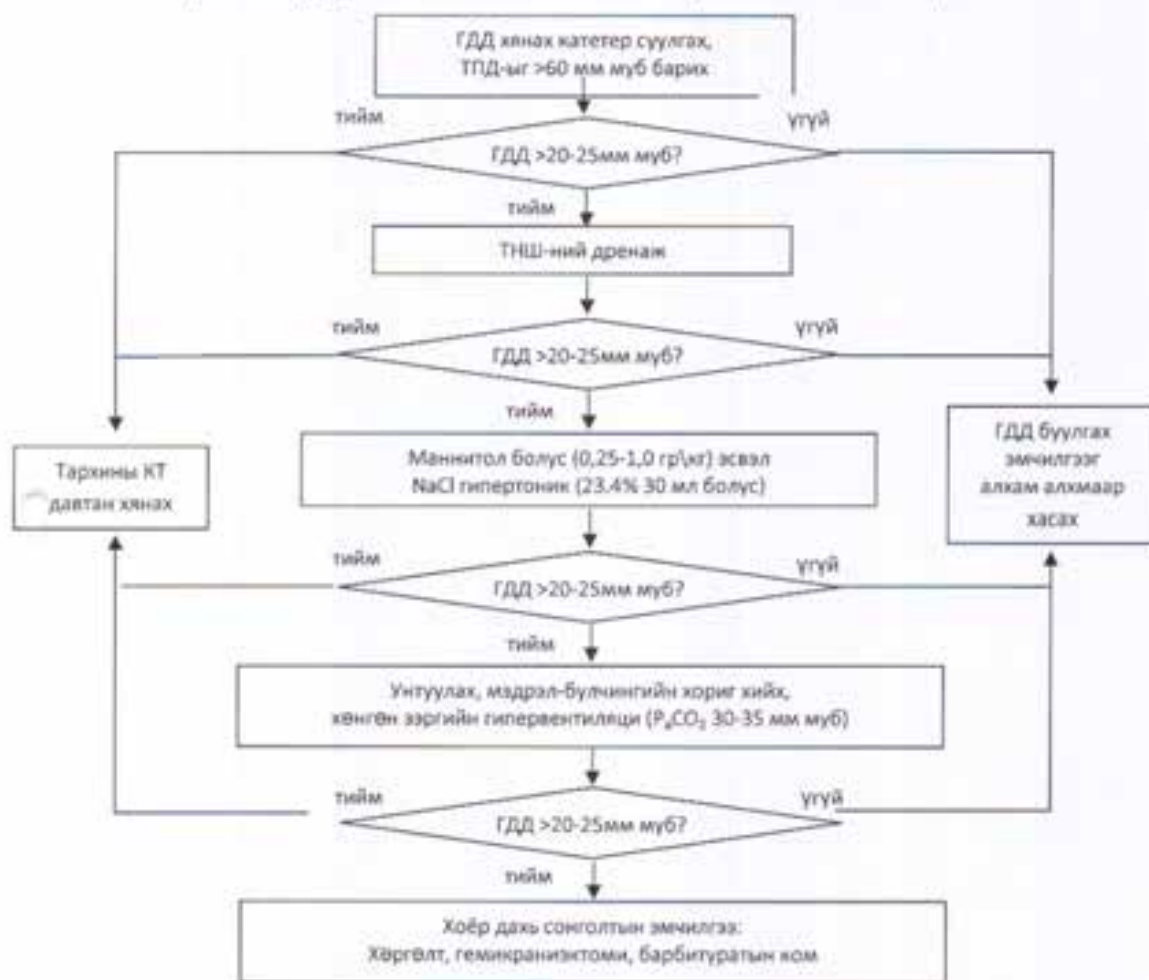 ГДД хянах катетер суулгах,
ТПД-ыг >60 мм муб барих
тийм
үгүй
ГДД >20-25мм муб?
тийм
ТНШ-ний дренаж
тийм
үгүй
ГДД >20-25мм муб?
тийм
Маннитол болус (0,25-1,0 гр\кг) эсвэл
NaCl гипертоник (23.4% 30 мл болус)
Тархины КТ
давтан хянах
ГДД буулгах
эмчилгээг
алхам алхмаар
хасах
тийм
үгүй
ГДД >20-25мм муб?
тийм
Унтуулах, мэдрэл-булчингийн хориг хийх,
хөнгөн зэргийн гипервентиляци (PₐCO₂ 30-35 мм муб)
тийм
үгүй
ГДД >20-25мм муб?
тийм
Хоёр дахь сонголтын эмчилгээ:
Хөргөлт, гемикраниэктоми, барбитуратын ком